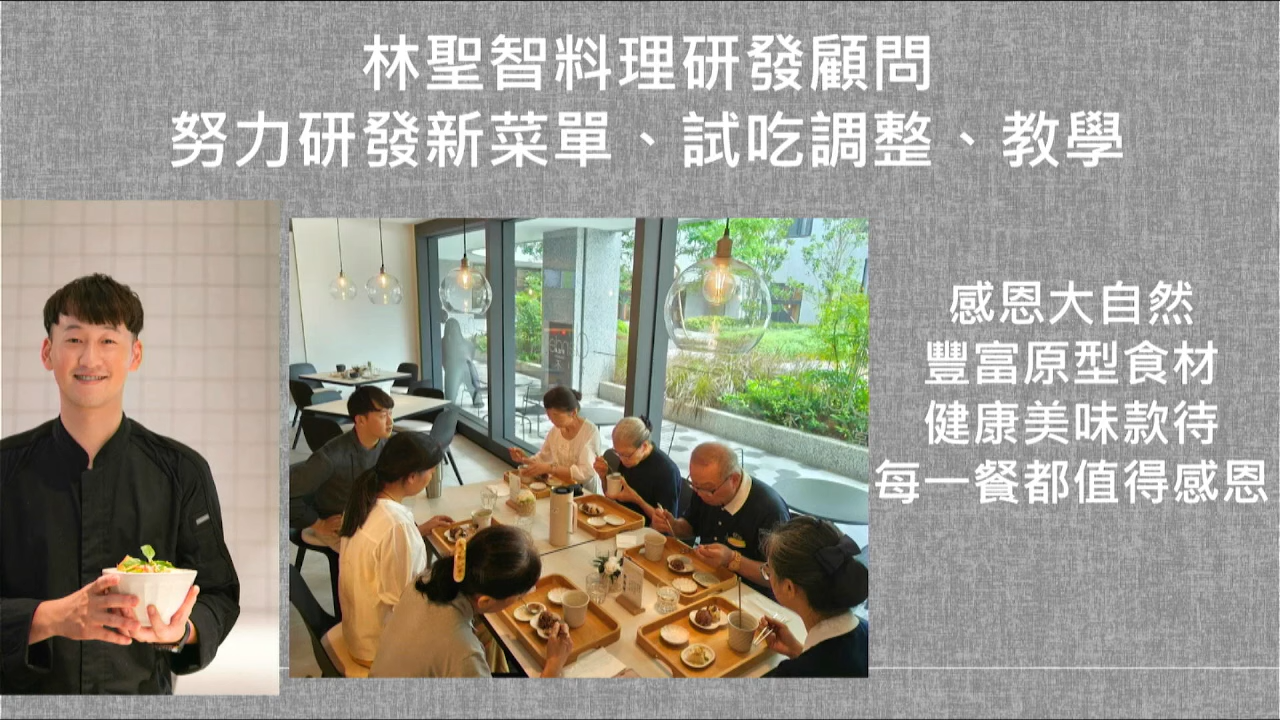 林聖智料理研發顧問
努力研發新菜單、試吃調整、教學
感恩大自然
豐富原型食材
健康美味款待
每一餐都值得感恩